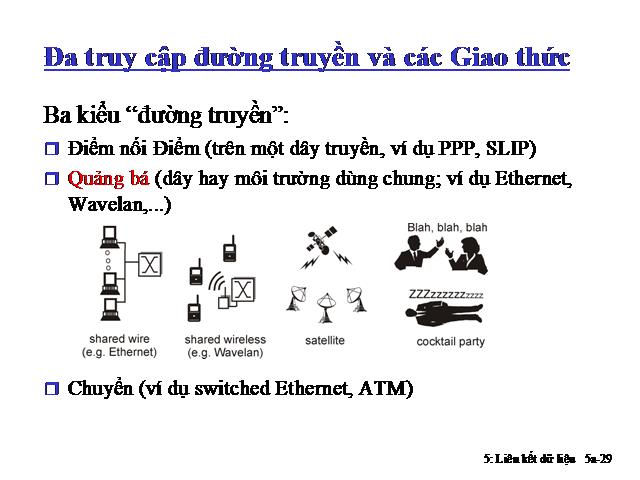 Đa truy cập đường truyền và các Giao thức
Ba kiểu “đường truyền”:
Điểm nối Điểm (trên một dây truyền, ví dụ PPP, SLIP)
Quảng bá (dây hay môi trường dùng chung; ví dụ Ethernet,
Wavelan,...)
Blah, blah, blah
ZZZzzzzzzzzzz
shared wire
(e.g. Ethernet)
shared wireless
(e.g. Wavelan)
satellite
cocktail party
Chuyển (ví dụ switched Ethernet, ATM)
5: Liên kết dữ liệu 5a-29